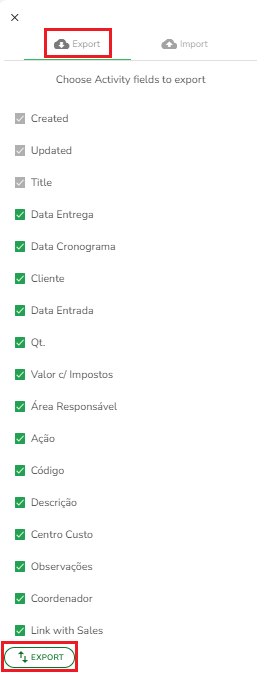 Export
Import
Choose Activity fields to export
Created
Updated
Title
Data Entrega
Data Cronograma
Cliente
Data Entrada
Qt.
Valor c/ Impostos
Área Responsável
Ação
Código
Descrição
Centro Custo
Observações
Coordenador
Link with Sales
EXPORT